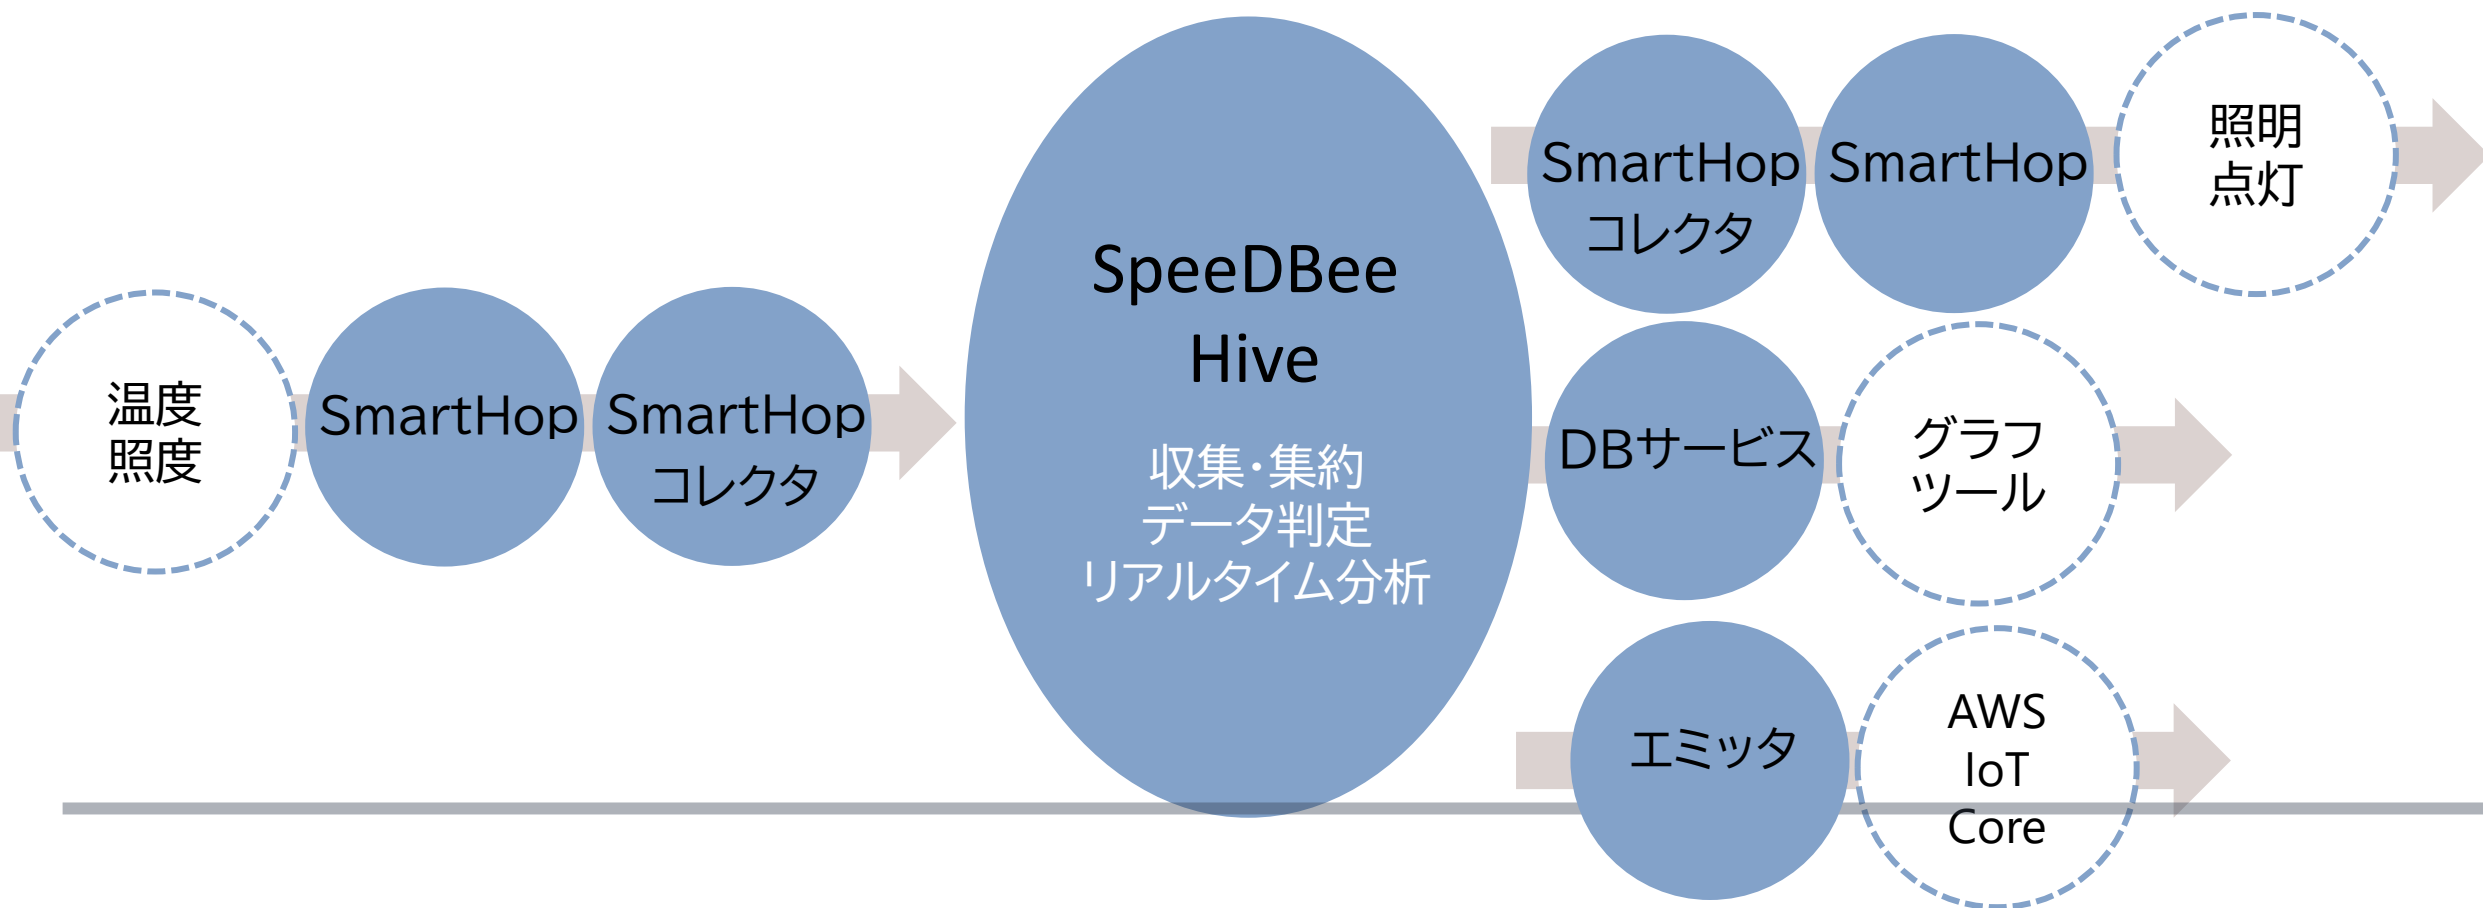 温度
照度
SmartHop
SmartHop
コレクタ
SpeeDBee
Hive
収集・集約
データ判定
リアルタイム分析
SmartHop
コレクタ
SmartHop
照明
点灯
DBサービス
グラフ
ツール
エミッタ
AWS
IoT
Core